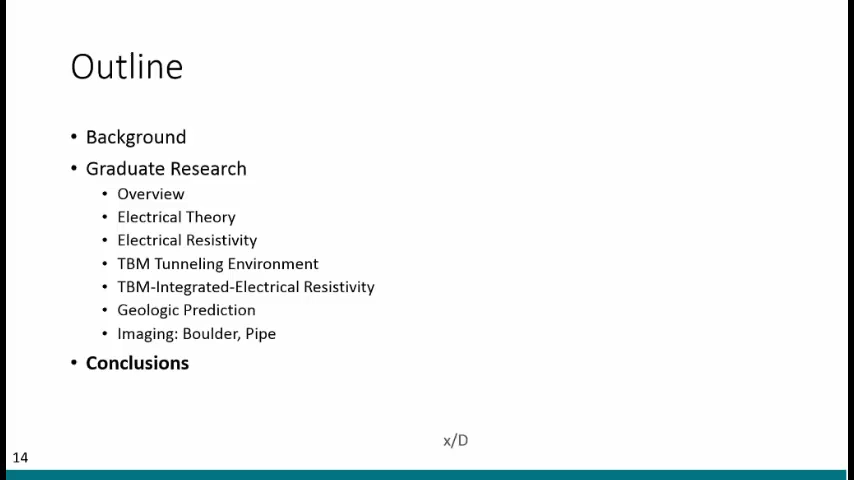 Outline
• Background
• Graduate Research
• Overview
• Electrical Theory
• Electrical Resistivity
• TBM Tunneling Environment
• TBM-Integrated-Electrical Resistivity
• Geologic Prediction
• Imaging: Boulder, Pipe
• Conclusions
x/D
14